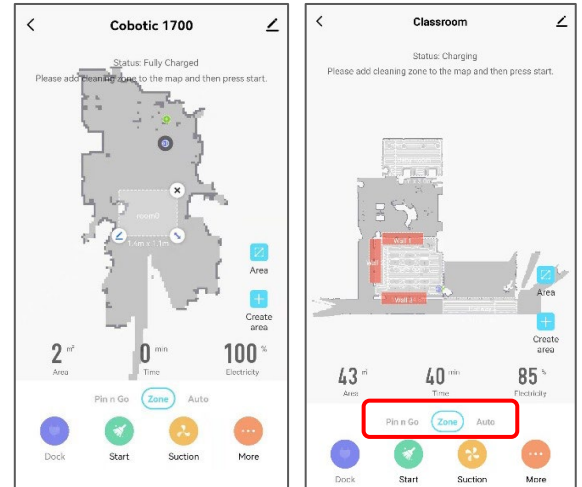 Cobotic 1700
Status: Fully Charged
Please add cleaning zone to the map and then press start.
room0
1.6m x 1.1m
Area
Create
area
2 m²
0 min
100 %
Area
Time
Electricity
Pin n Go
Zone
Auto
Dock
Start
Suction
More
Classroom
Status: Charging
Please add cleaning zone to the map and then press start.
Wall 1
Wall
Wall
Area
Create
area
43 m²
40 min
85 %
Area
Time
Electricity
Pin n Go
Zone
Auto
Dock
Start
Suction
More